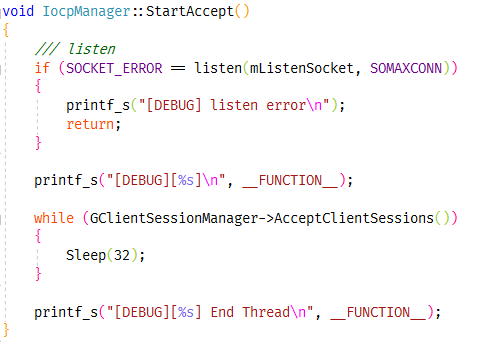 void IocpManager::StartAccept()
{
/// listen
if (SOCKET_ERROR == listen(mListenSocket, SOMAXCONN))
{
printf_s("[DEBUG] listen error\n");
return;
}
printf_s("[DEBUG][%s]\n", __FUNCTION__);
while (GClientSessionManager->AcceptClientSessions())
{
Sleep(32);
}
printf_s("[DEBUG][%s] End Thread\n", __FUNCTION__);
}